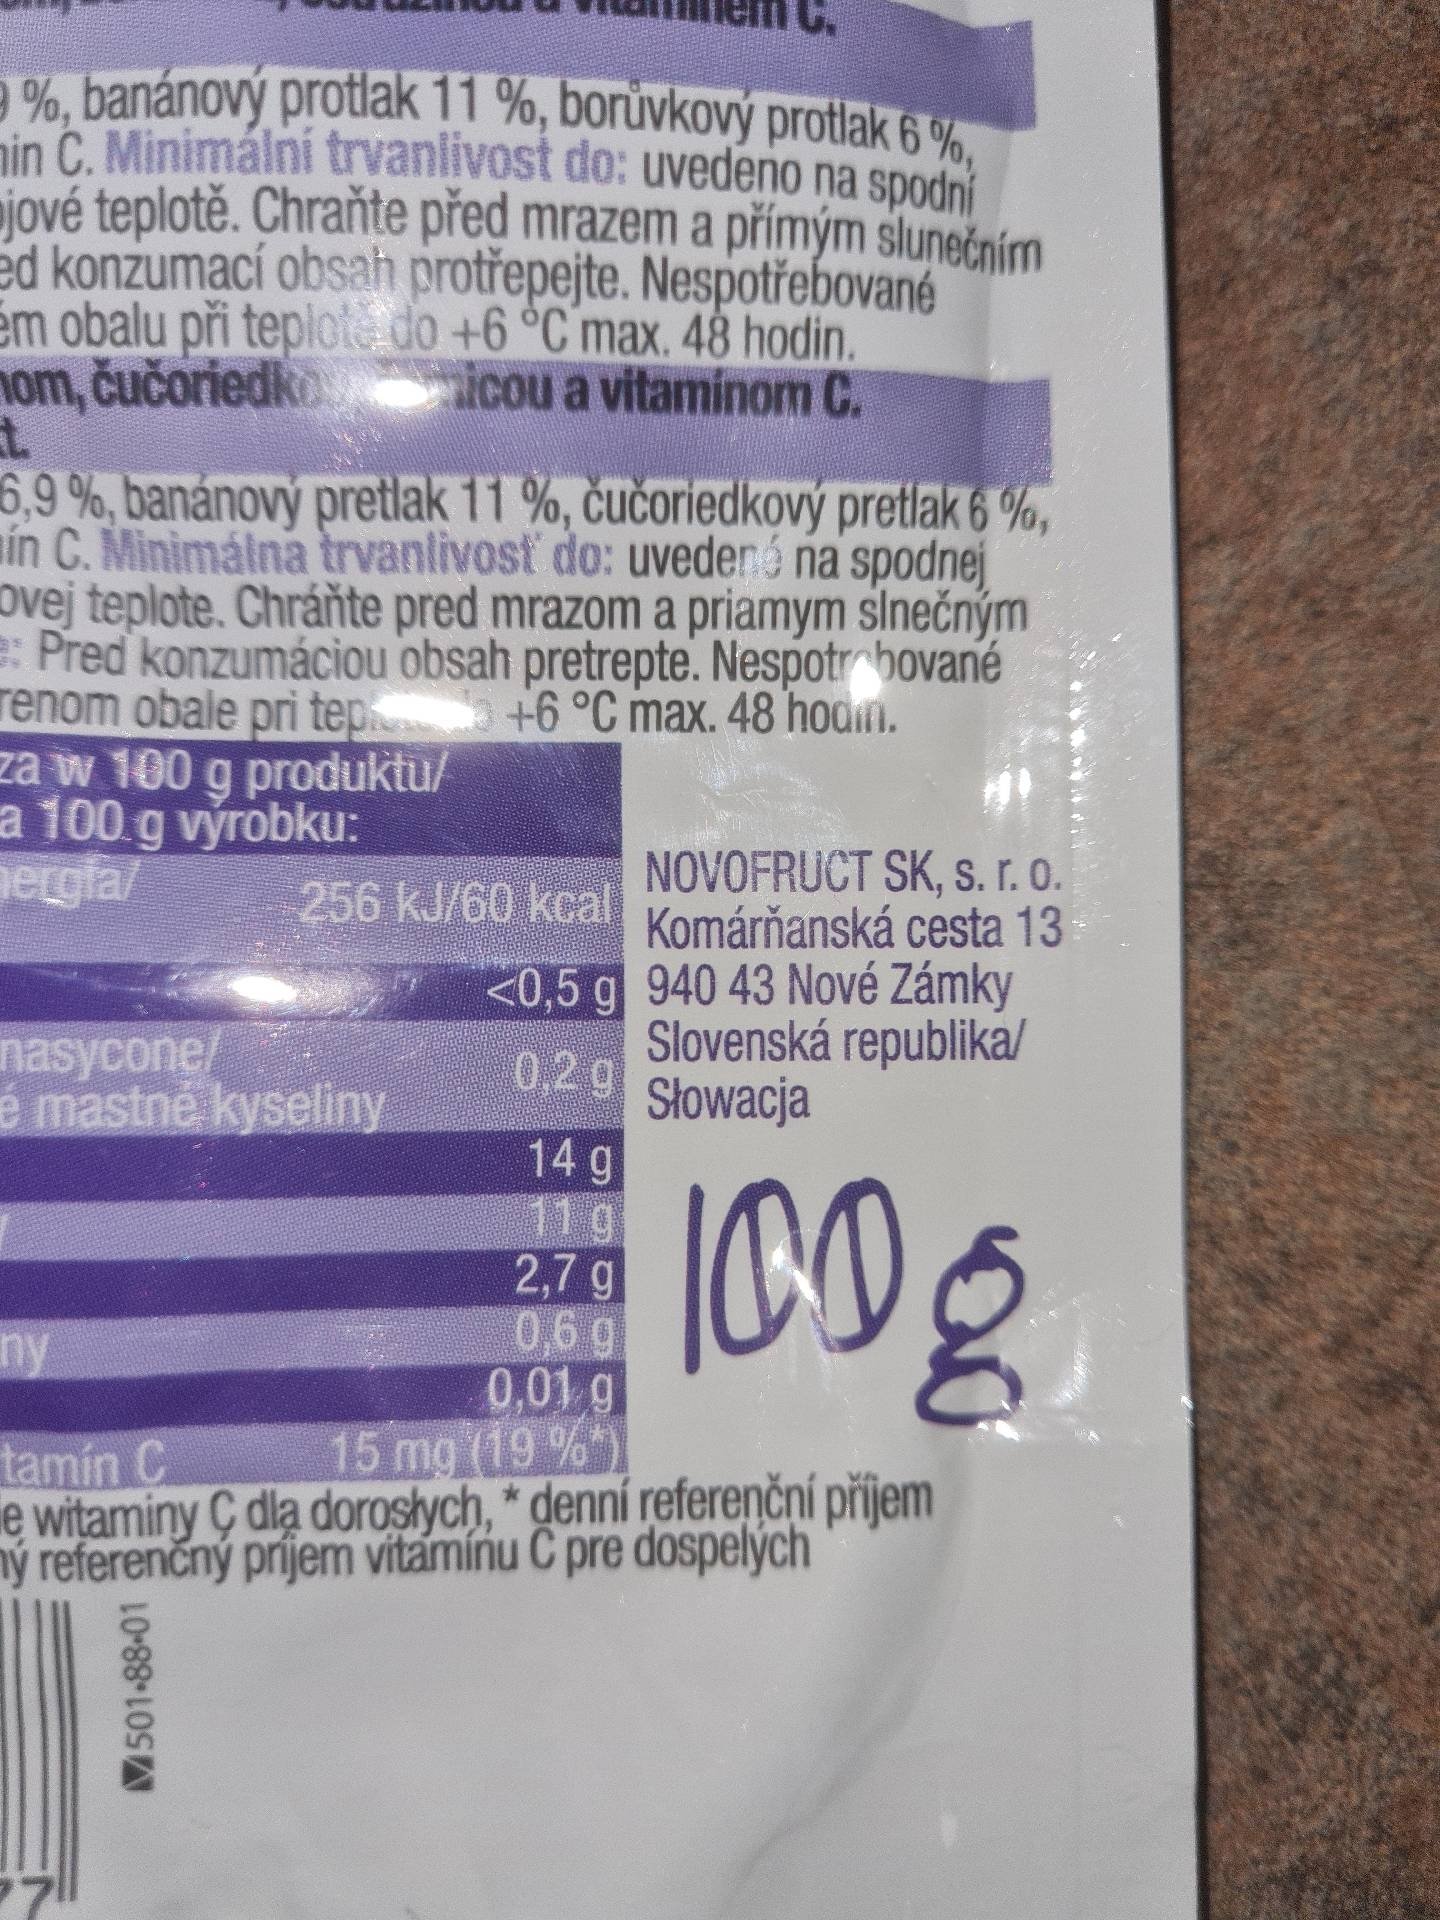 vitamínem C.
%, banánový protlak 11 %, borůvkový protlak 6 %,
C. Minimální trvanlivost do: uvedeno na spodní
teplotě. Chraňte před mrazem a přímým slunečním
konzumací obsah protřepejte. Nespotřebované
obalu při teplotě do +6 °C max. 48 hodin.
a vitamínom C.
6,9 %, banánový pretlak 11 %, čučoriedkový pretlak 6 %,
C. Minimálna trvanlivosť do: uvedené na spodnej
teplote. Chráňte pred mrazom a priamym slnečným
Pred konzumáciou obsah pretrepte. Nespotrebované
obale pri +6 °C max. 48 hodín.
w 100 g produktu/
100 g výrobku:
256 kJ/60 kcal
<0,5 g
nasycone/
mastné kyseliny
0,2 g
14 g
11 g
2,7 g
0,6 g
0,01 g
15 mg (19 %*)
NOVOFRUCT SK, s. r. o.
Komárňanská cesta 13
940 43 Nové Zámky
Slovenská republika/
Słowacja
100 g
witaminy C dla dorosłych, * denní referenční příjem
referenčný príjem vitamínu C pre dospelých
501-88-01